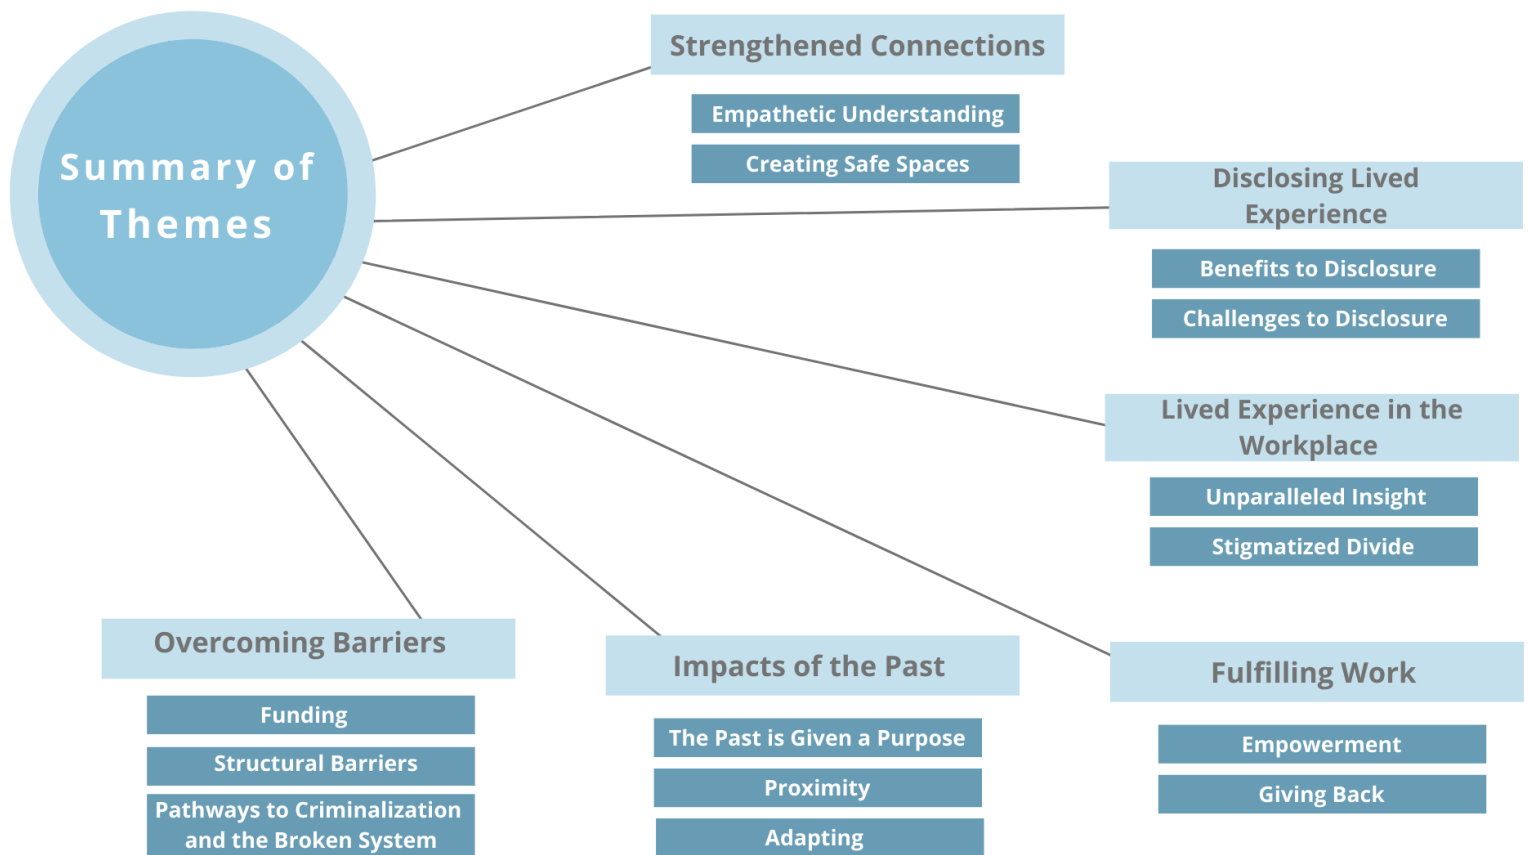 Summary of
Themes
Strengthened Connections
Empathetic Understanding
Creating Safe Spaces
Disclosing Lived
Experience
Benefits to Disclosure
Challenges to Disclosure
Lived Experience in the
Workplace
Unparalleled Insight
Stigmatized Divide
Fulfilling Work
Empowerment
Giving Back
Impacts of the Past
The Past is Given a Purpose
Proximity
Adapting
Overcoming Barriers
Funding
Structural Barriers
Pathways to Criminalization
and the Broken System